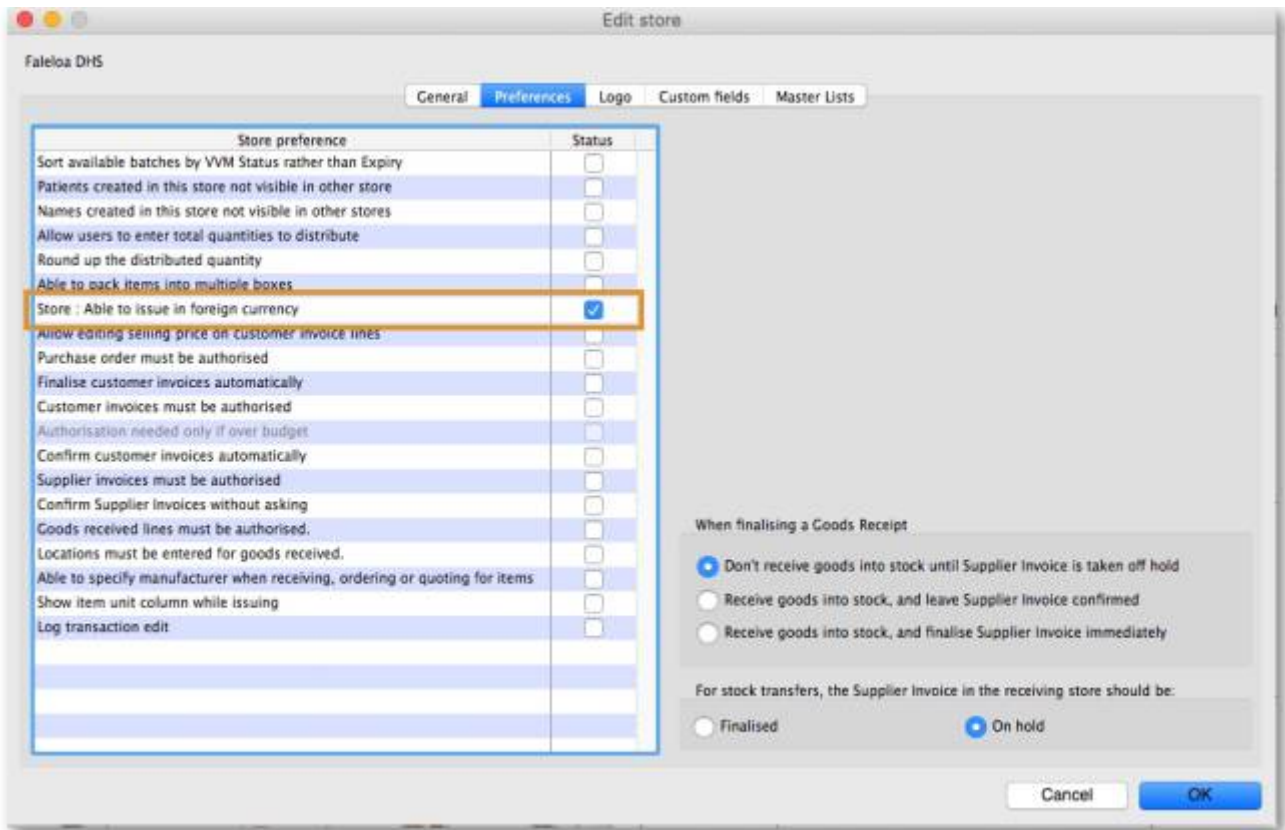 Edit store
Faleloa DHS
General Preferences Logo Custom fields Master Lists
Store preference Status
Sort available batches by VVM Status rather than Expiry
Patients created in this store not visible in other store
Names created in this store not visible in other stores
Allow users to enter total quantities to distribute
Round up the distributed quantity
Able to pack items into multiple boxes
Store : Able to issue in foreign currency
Allow editing selling price on customer invoice lines
Purchase order must be authorised
Finalise customer invoices automatically
Customer invoices must be authorised
Authorisation needed only if over budget
Confirm customer invoices automatically
Supplier invoices must be authorised
Confirm Supplier Invoices without asking
Goods received lines must be authorised.
Locations must be entered for goods received.
Able to specify manufacturer when receiving, ordering or quoting for items
Show item unit column while issuing
Log transaction edit
When finalising a Goods Receipt
Don't receive goods into stock until Supplier Invoice is taken off hold
Receive goods into stock, and leave Supplier Invoice confirmed
Receive goods into stock, and finalise Supplier Invoice immediately
For stock transfers, the Supplier Invoice in the receiving store should be:
Finalised On hold
Cancel OK